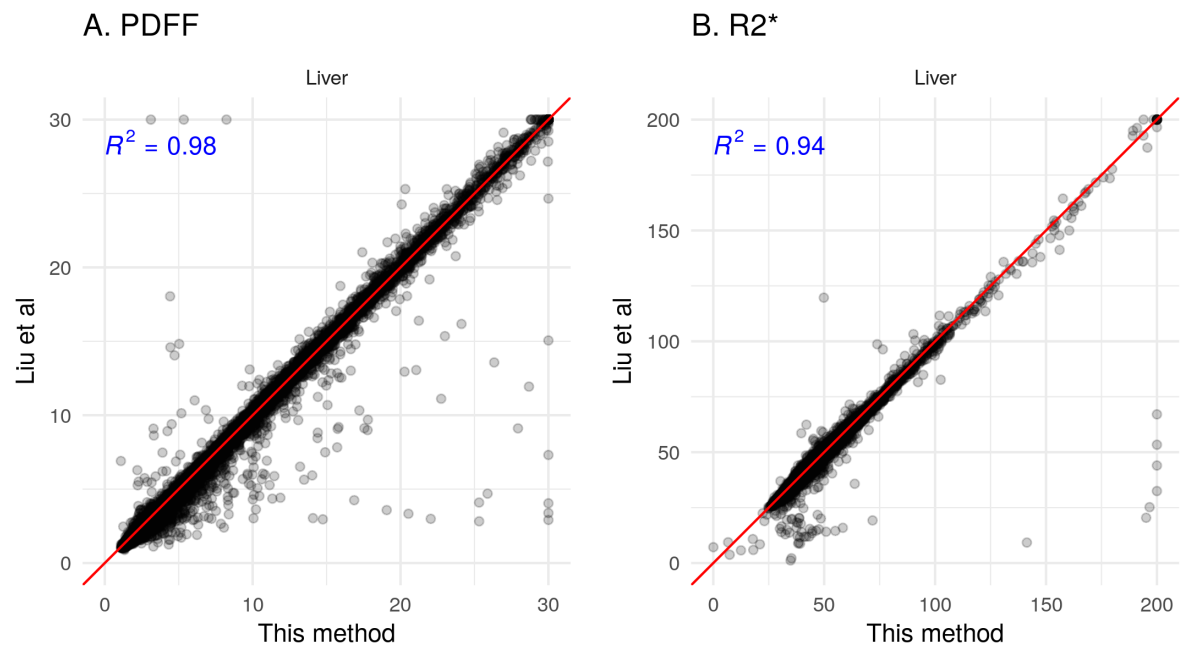 A. PDFF
Liver
R² = 0.98
30
20
10
0
0 10 20 30
Liu et al
This method
B. R2*
Liver
R² = 0.94
200
150
100
50
0
0 50 100 150 200
Liu et al
This method